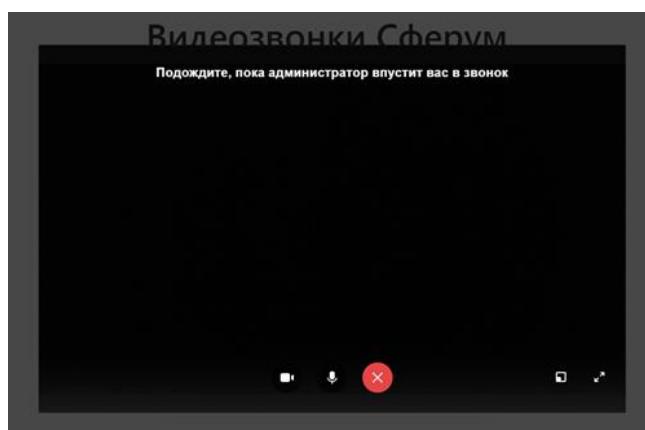 Видеозвонки Сферум
Подождите, пока администратор впустит вас в звонок